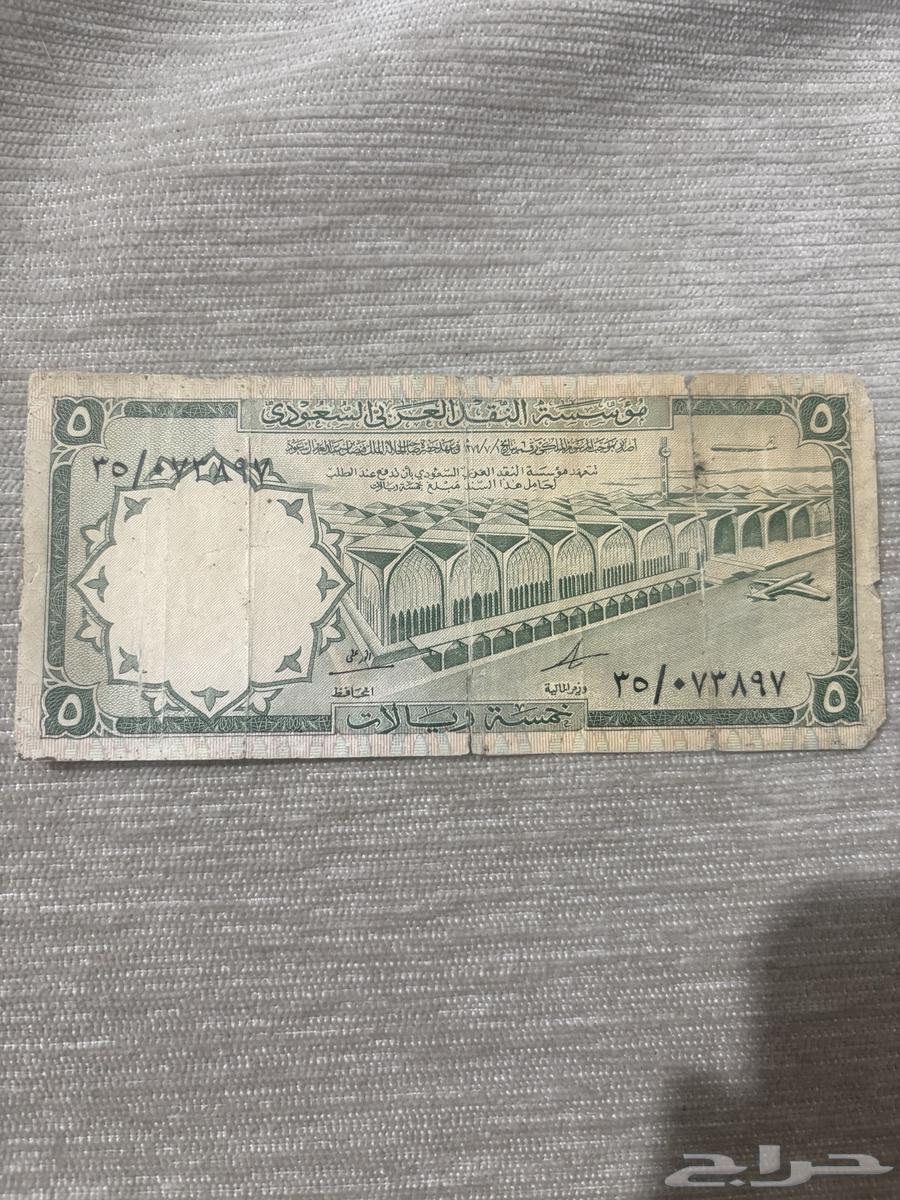 مؤسسة النقد العربي السعودي
٥
٥
٣٥/٠٧٣٨٩٧
تتعهد مؤسسة النقد العربي السعودي بأن تدفع عند الطلب
لحامل هذا السند مبلغ خمسة ريالات
المحافظ
وزير المالية
٣٥/٠٧٣٨٩٧
٥
خمسة ريالات
٥
حراج